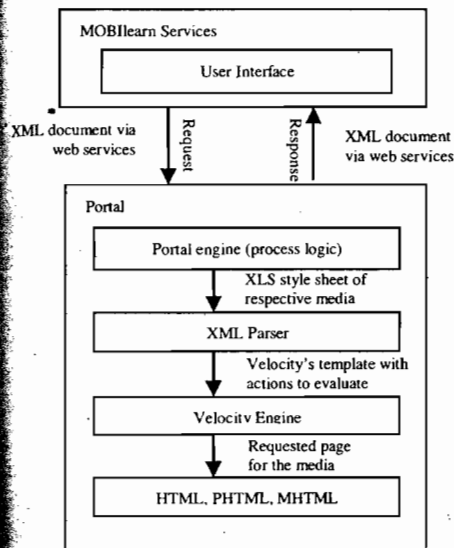 MOBIlearn Services
User Interface
XML document via
web services
Request
Response
XML document
via web services
Portal
Portal engine (process logic)
XLS style sheet of
respective media
XML Parser
Velocity's template with
actions to evaluate
Velocity Engine
Requested page
for the media
HTML, PHTML, MHTML